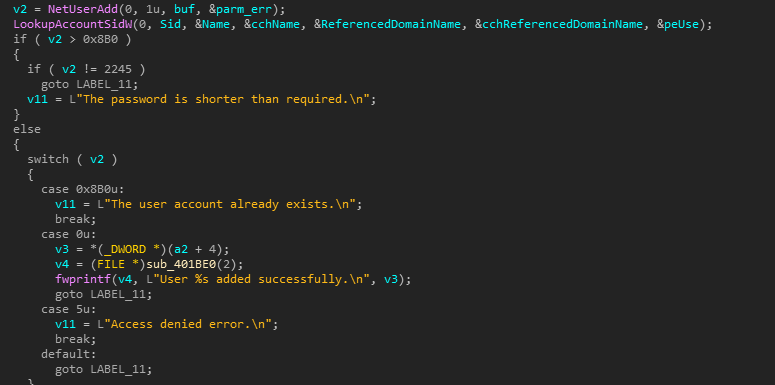 v2 = NetUserAdd(0, 1u, buf, &parm_err);
LookupAccountSidW(0, Sid, &Name, &cchName, &ReferencedDomainName, &cchReferencedDomainName, &peUse);
if ( v2 > 0x8B0 )
{
  if ( v2 != 2245 )
    goto LABEL_11;
  v11 = L"The password is shorter than required.\n";
}
else
{
  switch ( v2 )
  {
    case 0x8B0u:
      v11 = L"The user account already exists.\n";
      break;
    case 0u:
      v3 = *(_DWORD *)(a2 + 4);
      v4 = (FILE *)sub_401BE0(2);
      fwprintf(v4, L"User %s added successfully.\n", v3);
      goto LABEL_11;
    case 5u:
      v11 = L"Access denied error.\n";
      break;
    default:
      goto LABEL_11;
  }